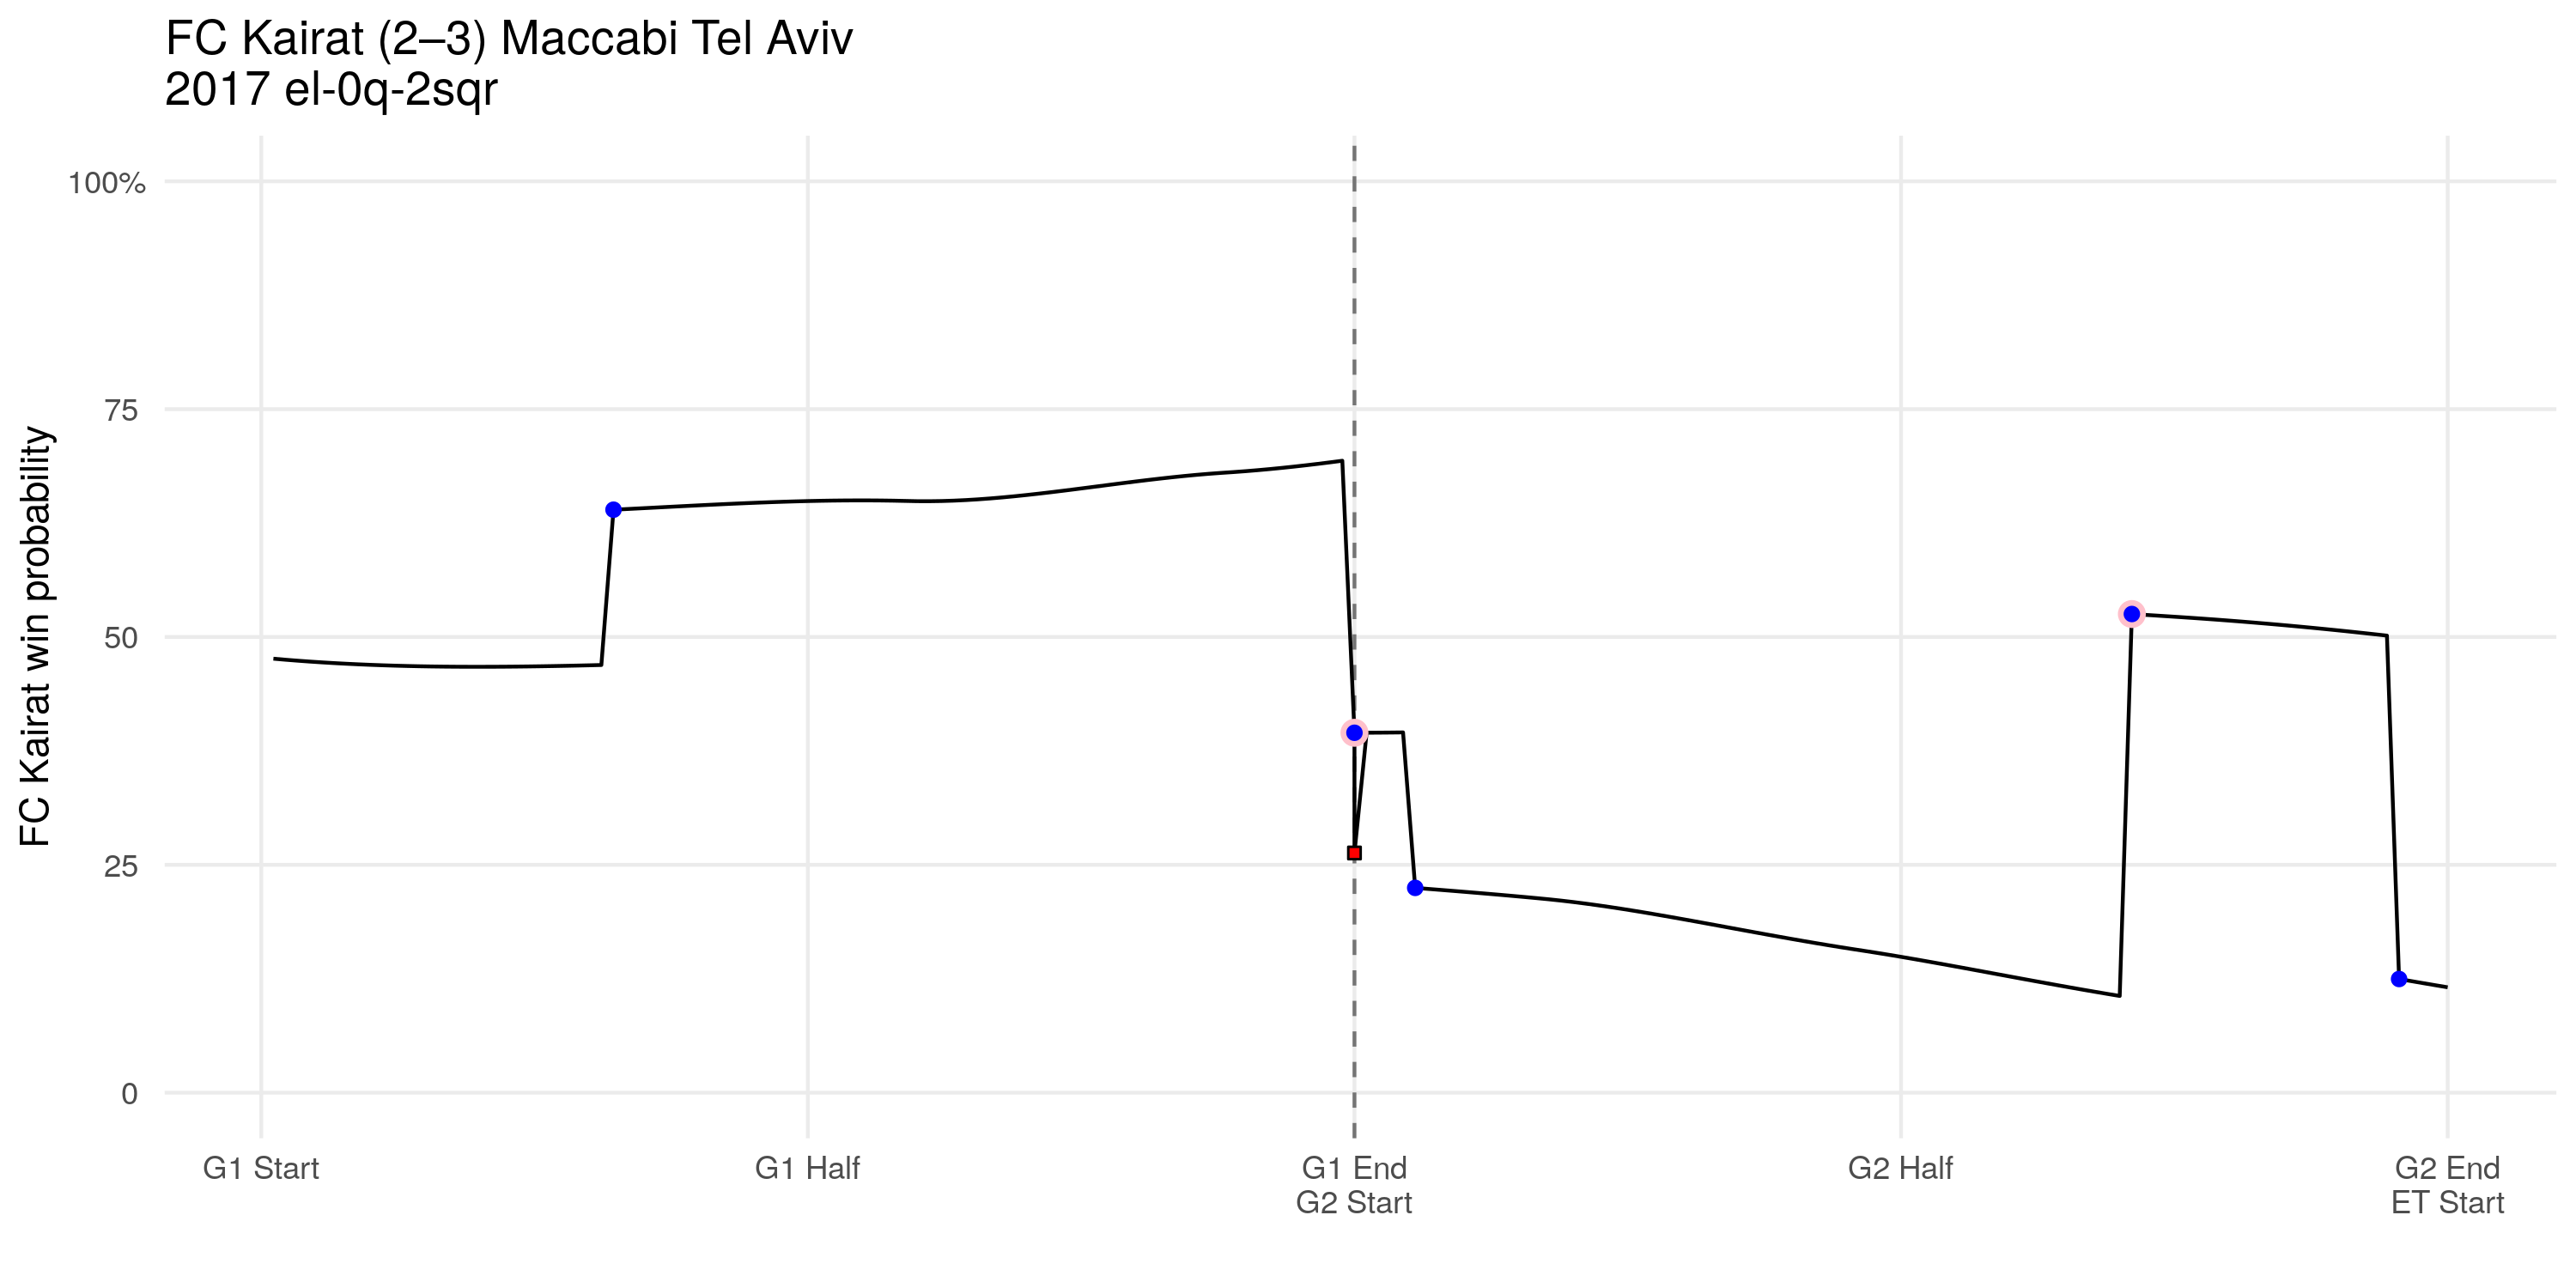 FC Kairat (2–3) Maccabi Tel Aviv
2017 el-0q-2sqr
FC Kairat win probability
100%
75
50
25
0
G1 Start
G1 Half
G1 End
G2 Start
G2 Half
G2 End
ET Start